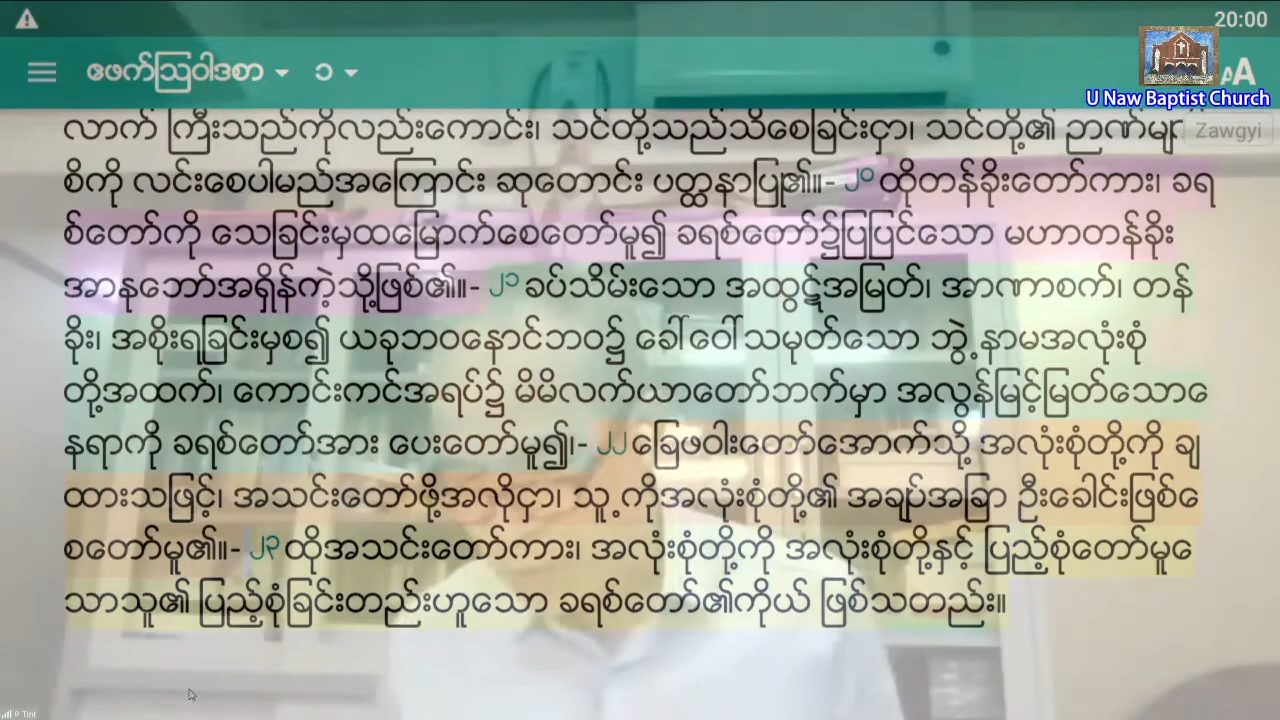 20:00
ဧဖက်ဩဝါဒစာ ၁
AA
U Naw Baptist Church
လာက် ကြီးသည်ကိုလည်းကောင်း၊ သင်တို့သည်သိစေခြင်းငှာ၊ သင်တို့၏ ဉာဏ်မျက်
Zawgyi
စိကို လင်းစေပါမည်အကြောင်း ဆုတောင်း ပတ္ထနာပြု၏။- ၂၀ ထိုတန်ခိုးတော်ကား၊ ခရ
စ်တော်ကို သေခြင်းမှထမြောက်စေတော်မူ၍ ခရစ်တော်၌ပြုပြင်သော မဟာတန်ခိုး
အာနုဘော်အရှိန်ကဲ့သို့ဖြစ်၏။- ၂၁ ခပ်သိမ်းသော အထွဋ်အမြတ်၊ အာဏာစက်၊ တန်
ခိုး၊ အစိုးရခြင်းမှစ၍ ယခုဘဝနောင်ဘဝ၌ ခေါ်ဝေါ်သမုတ်သော ဘွဲ့နာမအလုံးစုံ
တို့အထက်၊ ကောင်းကင်အရပ်၌ မိမိလက်ယာတော်ဘက်မှာ အလွန်မြင့်မြတ်သောေ
နရာကို ခရစ်တော်အား ပေးတော်မူ၍၊- ၂၂ ခြေဖဝါးတော်အောက်သို့ အလုံးစုံတို့ကို ချ
ထားသဖြင့်၊ အသင်းတော်ဖို့အလိုငှာ၊ သူ့ကိုအလုံးစုံတို့၏ အချုပ်အခြာ ဦးခေါင်းဖြစ်ေ
စတော်မူ၏။- ၂၃ ထိုအသင်းတော်ကား၊ အလုံးစုံတို့ကို အလုံးစုံတို့နှင့် ပြည့်စုံတော်မူေ
သာသူ၏ ပြည့်စုံခြင်းတည်းဟူသော ခရစ်တော်၏ကိုယ် ဖြစ်သတည်း။
P Tint